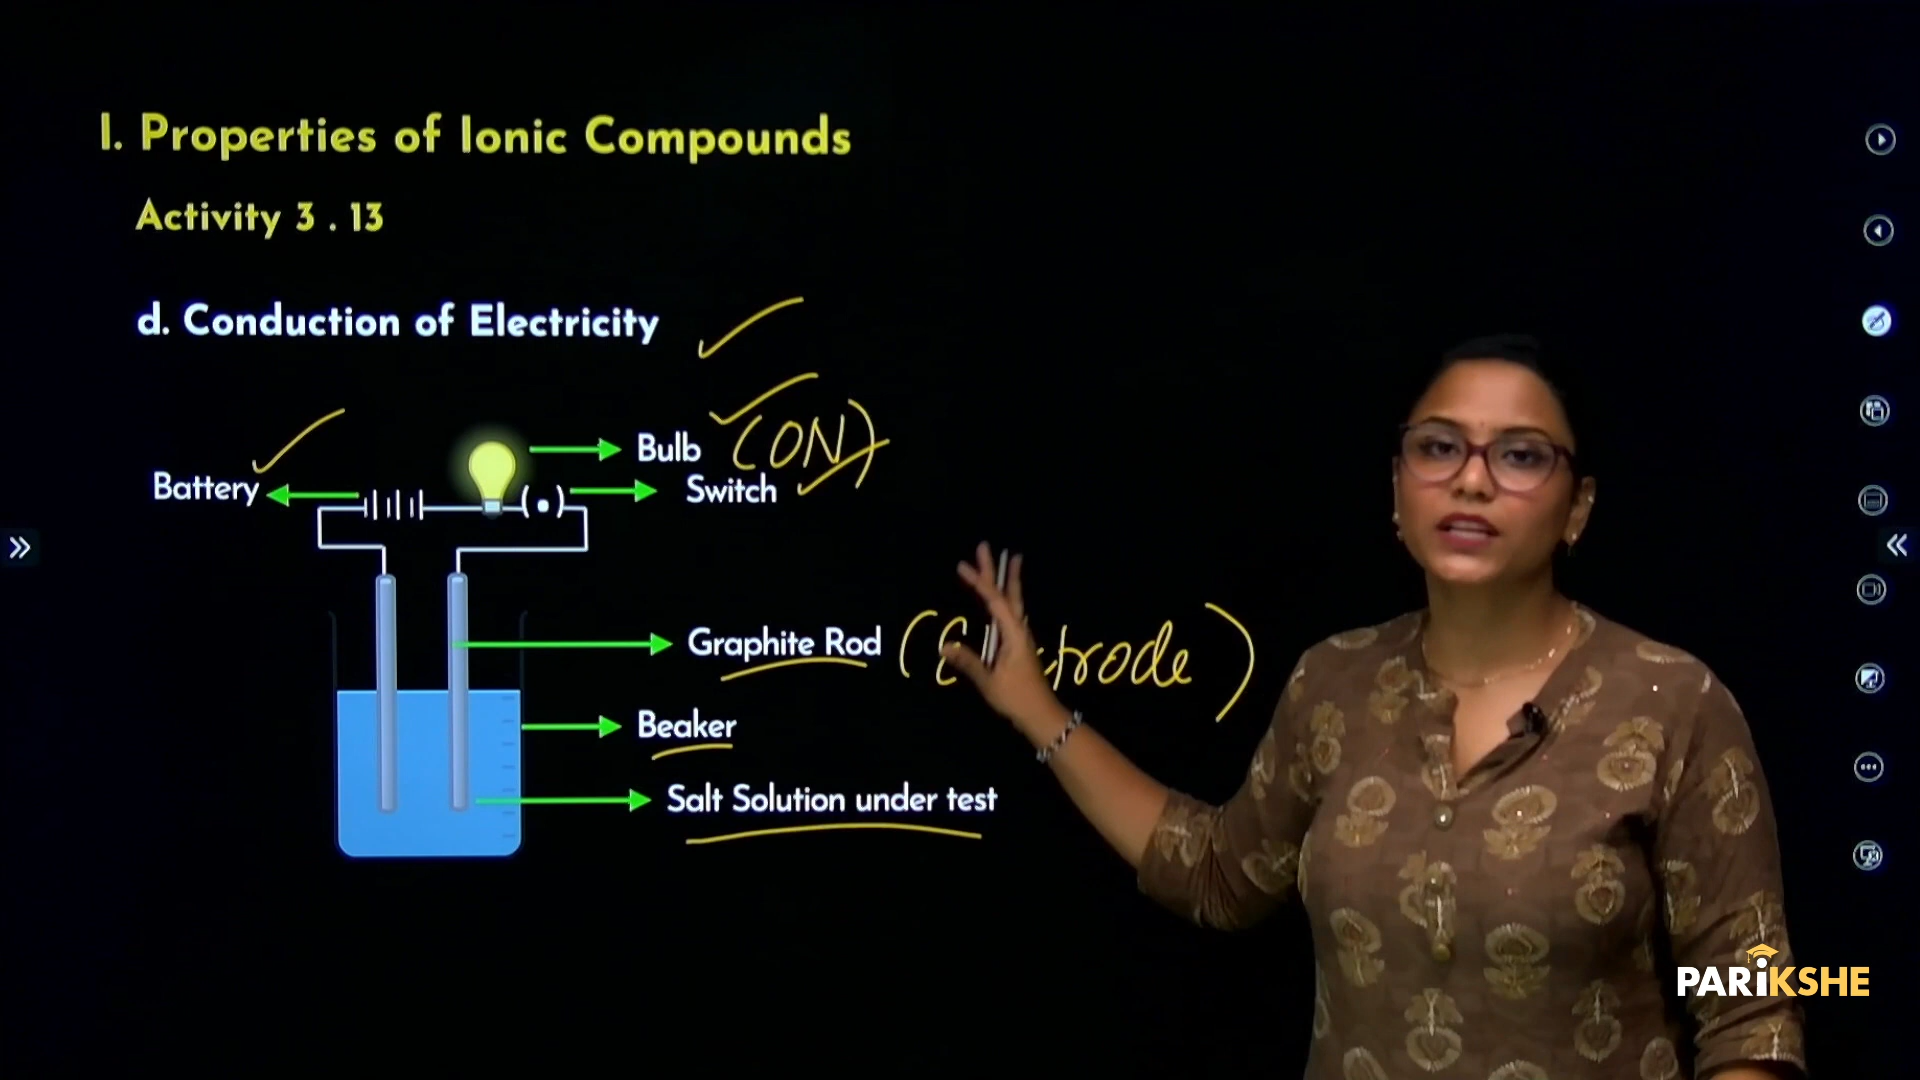 I. Properties of Ionic Compounds
Activity 3 . 13
d. Conduction of Electricity
Bulb (ON)
Battery
Switch
Graphite Rod (Electrode)
Beaker
Salt Solution under test
PARiKSHE